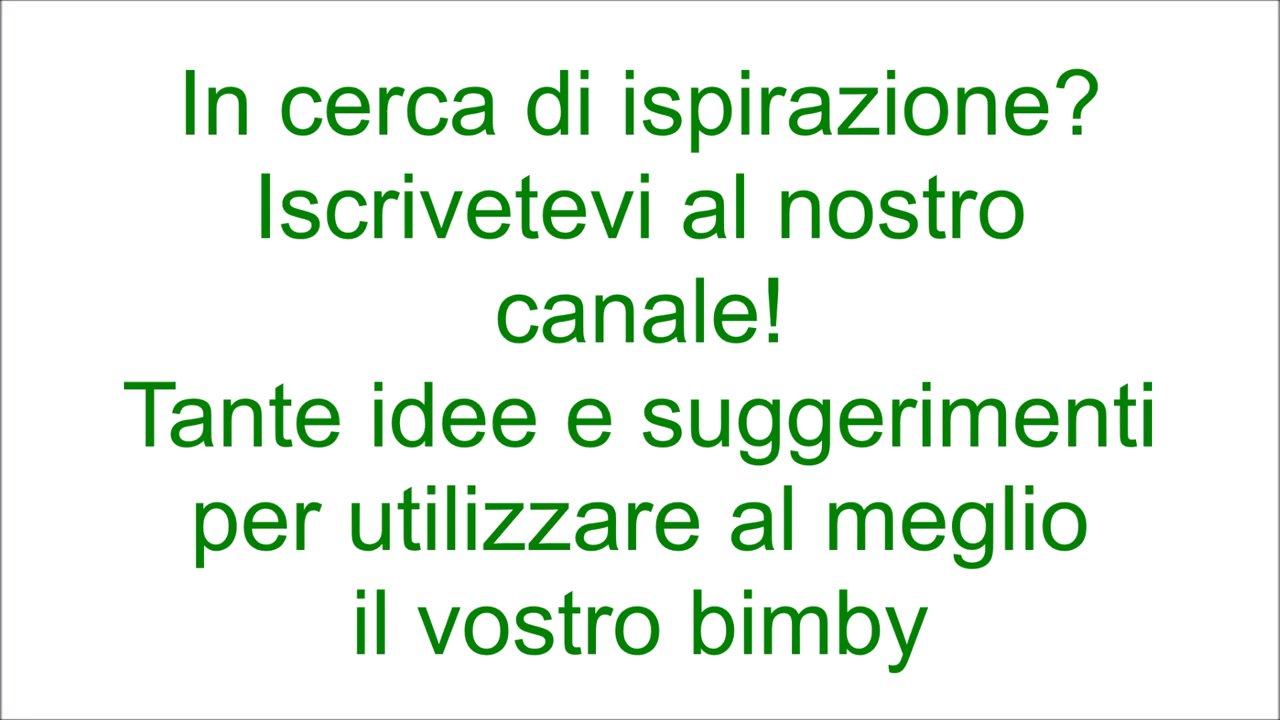 In cerca di ispirazione?
Iscrivetevi al nostro
canale!
Tante idee e suggerimenti
per utilizzare al meglio
il vostro bimby